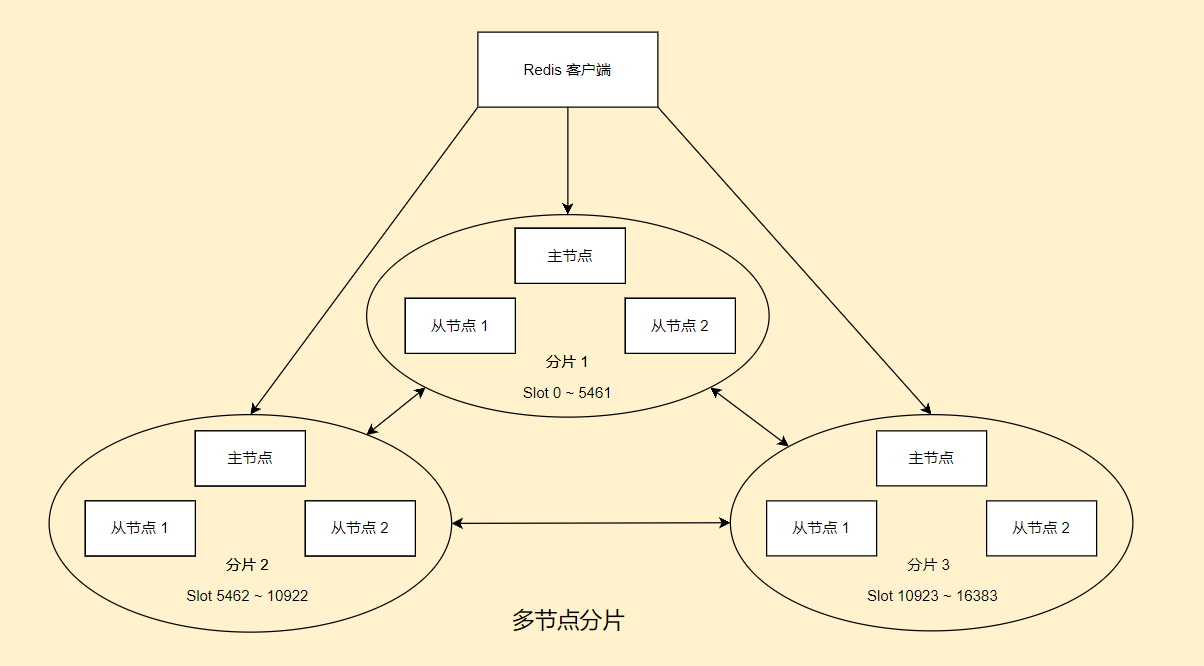 Redis 客户端
主节点
从节点 1
从节点 2
分片 1
Slot 0 ~ 5461
主节点
从节点 1
从节点 2
分片 2
Slot 5462 ~ 10922
主节点
从节点 1
从节点 2
分片 3
Slot 10923 ~ 16383
多节点分片